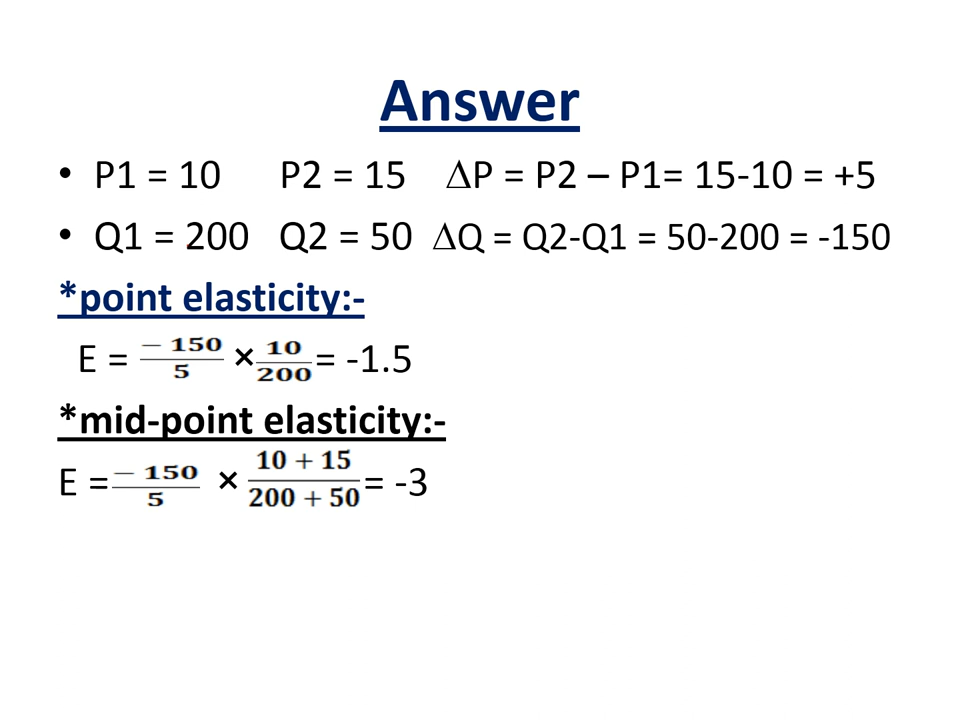 Answer
• P1 = 10 P2 = 15 ∆P = P2 – P1= 15-10 = +5
• Q1 = 200 Q2 = 50 ∆Q = Q2-Q1 = 50-200 = -150
*point elasticity:-
E = − 150/5 × 10/200 = -1.5
*mid-point elasticity:-
E = − 150/5 × 10 + 15/200 + 50 = -3